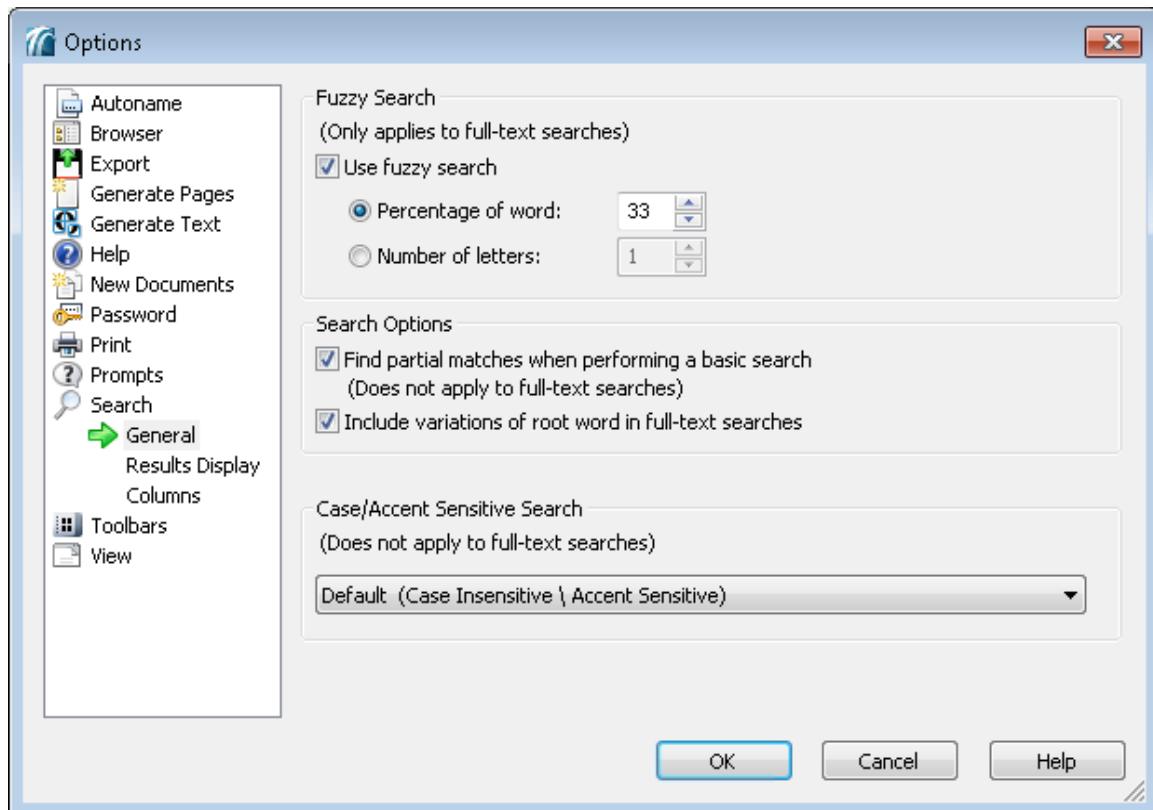 Options
Autoname
Browser
Export
Generate Pages
Generate Text
Help
New Documents
Password
Print
Prompts
Search
General
Results Display
Columns
Toolbars
View
Fuzzy Search
(Only applies to full-text searches)
Use fuzzy search
Percentage of word: 33
Number of letters: 1
Search Options
Find partial matches when performing a basic search
(Does not apply to full-text searches)
Include variations of root word in full-text searches
Case/Accent Sensitive Search
(Does not apply to full-text searches)
Default (Case Insensitive \ Accent Sensitive)
OK Cancel Help